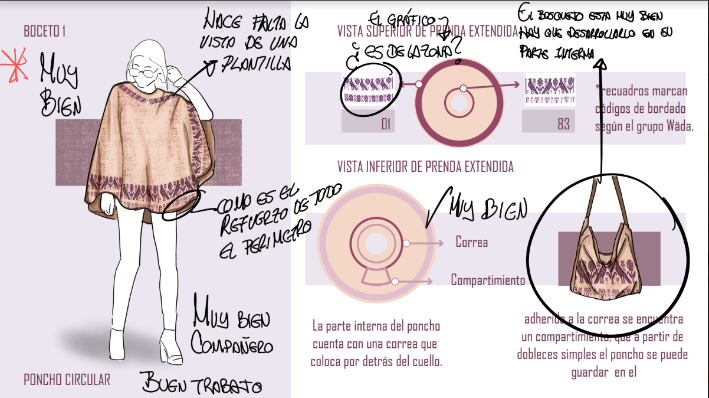 BOCETO 1
MUY
BIEN
HACE FALTA LA
VISTA DE UNA
PLANTILLA
COMO ES EL
REFUERZO DE TODO
EL PERIMETRO
MUY BIEN
COMPAÑERO
BUEN TRABAJO
PONCHO CIRCULAR
VISTA SUPERIOR DE PRENDA EXTENDIDA
EL GRÁFICO
¿ES DE LA ZONA?
EL BOSQUEJO ESTA MUY BIEN
HAY QUE DESARROLLARLO EN SU
PARTE INTERNA
01
83
*recuadros marcan
códigos de bordado
según el grupo Wäda.
VISTA INFERIOR DE PRENDA EXTENDIDA
MUY BIEN
Correa
Compartimiento
La parte interna del poncho
cuenta con una correa que
coloca por detrás del cuello.
adherida a la correa se encuentra
un compartimiento, que a partir de
dobleces simples el poncho se puede
guardar en el